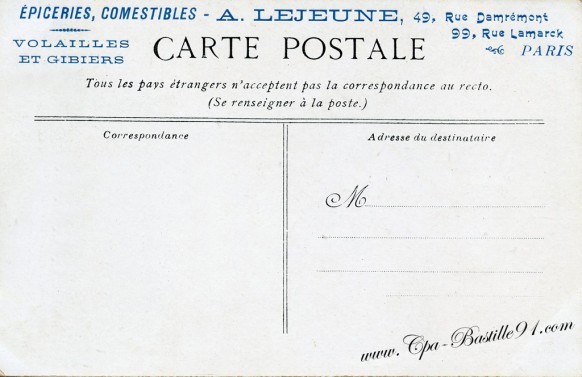 ÉPICERIES, COMESTIBLES - A. LEJEUNE, 49, Rue Damrémont
99, Rue Lamarck
VOLAILLES
ET GIBIERS
PARIS
CARTE POSTALE
Tous les pays étrangers n'acceptent pas la correspondance au recto.
(Se renseigner à la poste.)
Correspondance
Adresse du destinataire
M
www.Cpa-Bastille91.com